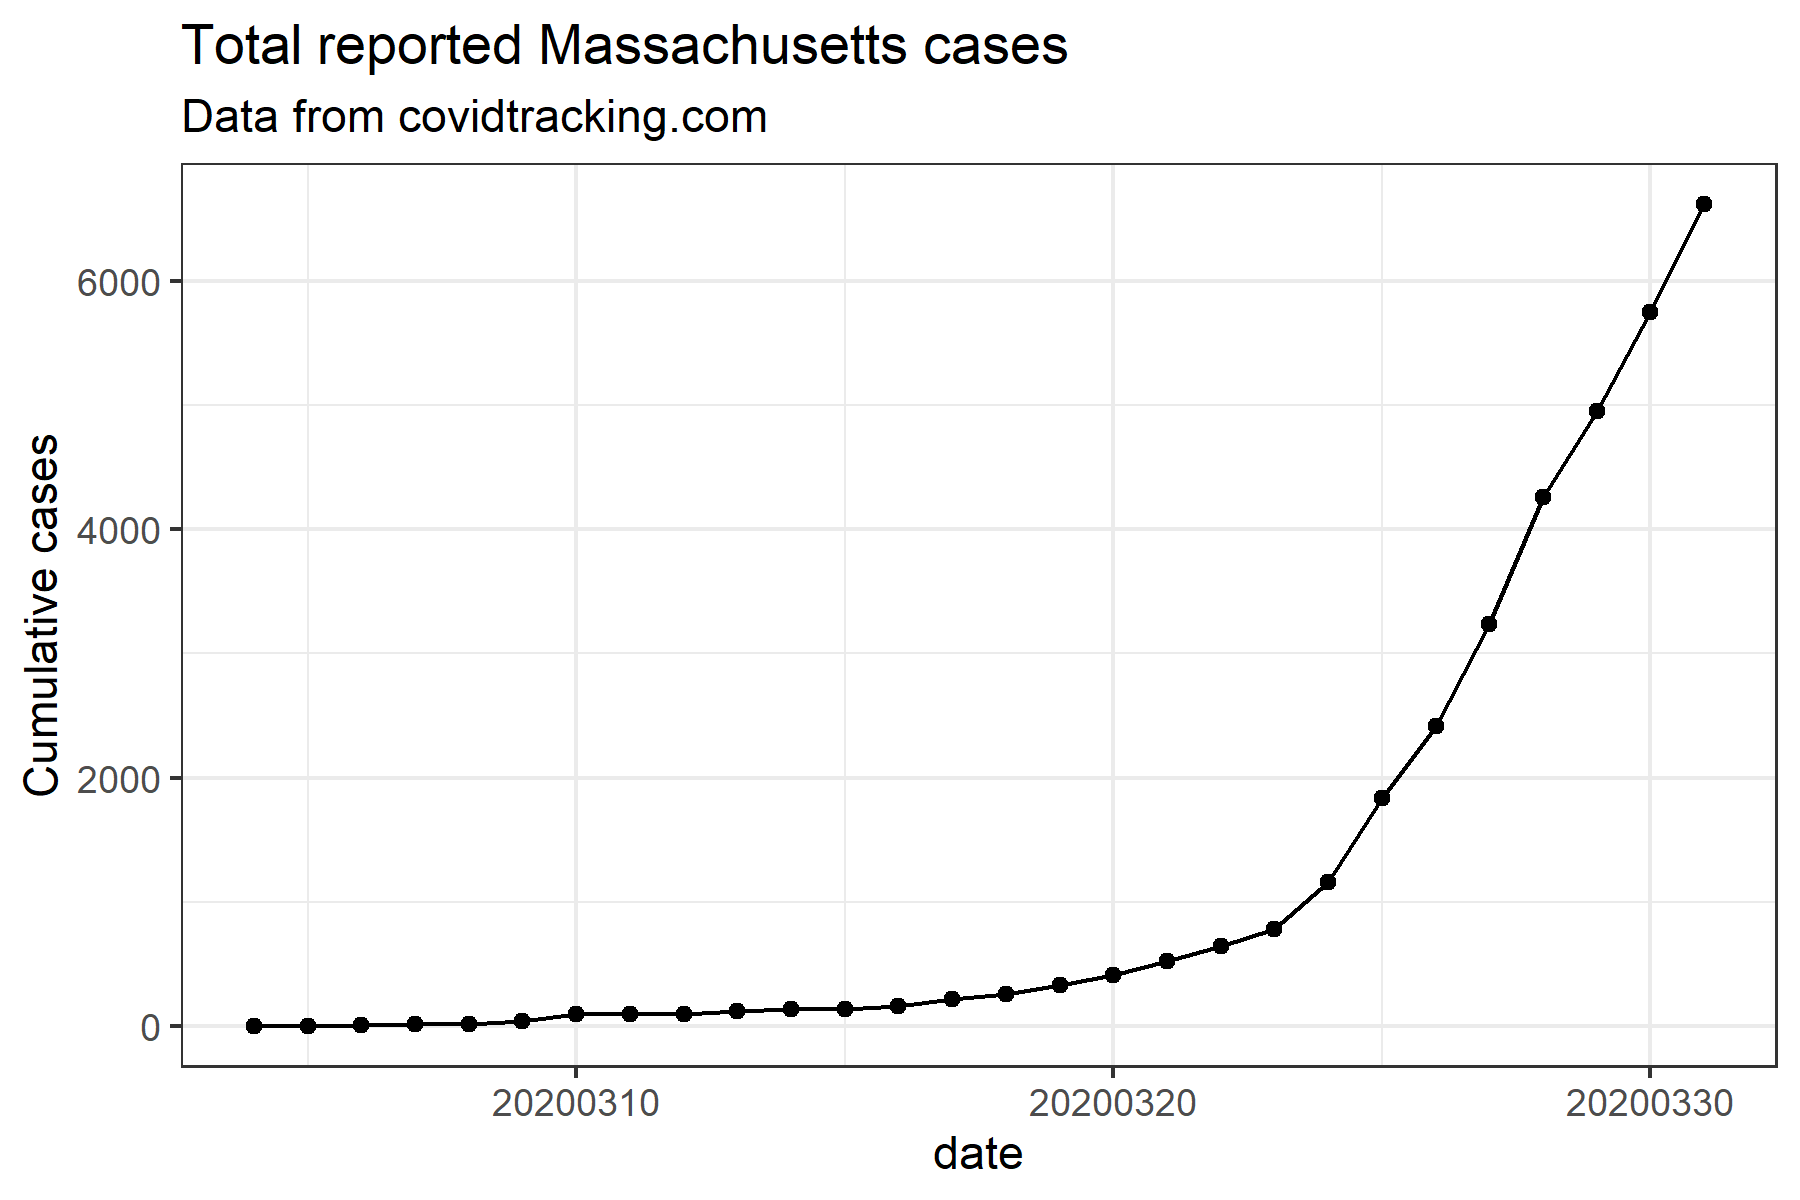 Total reported Massachusetts cases
Data from covidtracking.com
Cumulative cases
6000
4000
2000
0
20200310 20200320 20200330
date